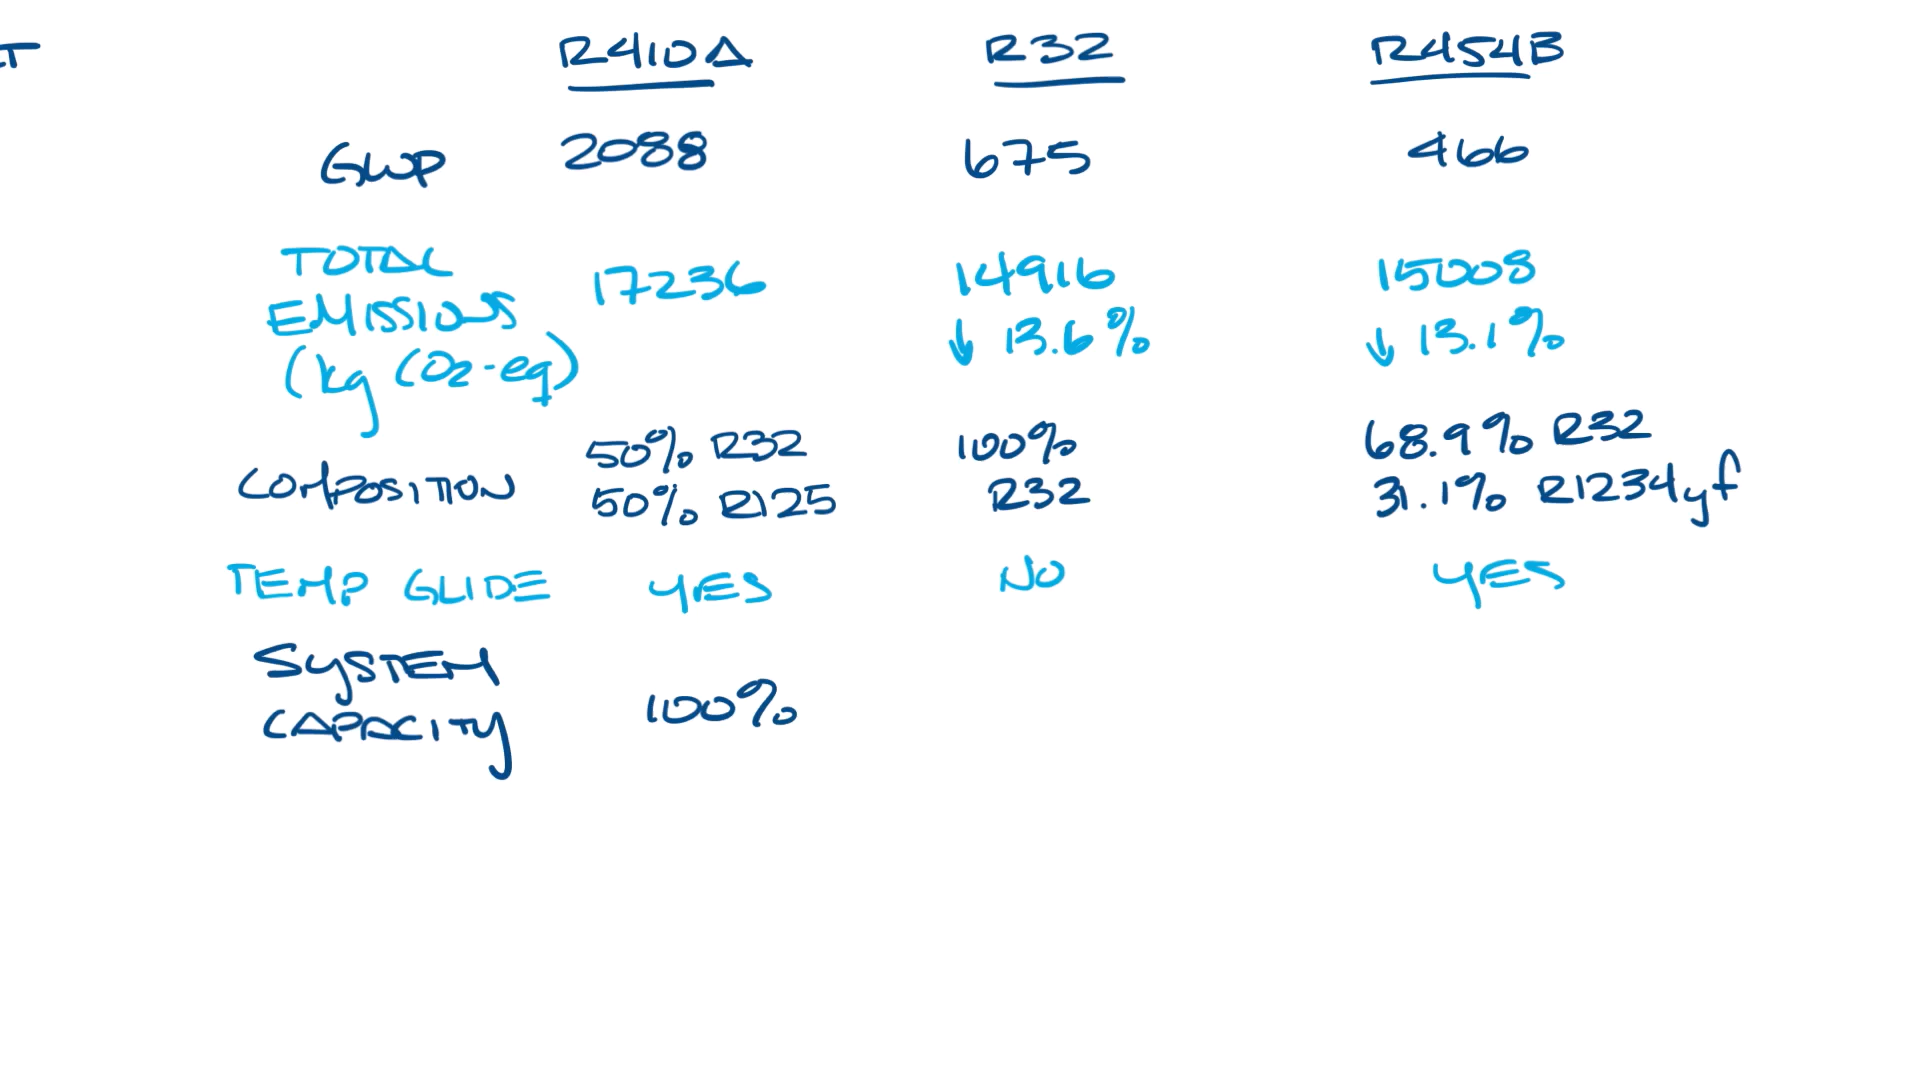 R410A R32 R454B
GWP 2088 675 466
TOTAL
EMISSIONS 17236 14916 15008
(kg CO2-eq) ↓ 13.6% ↓ 13.1%
50% R32 100% 68.9% R32
COMPOSITION 50% R125 R32 31.1% R1234yf
TEMP GLIDE YES NO YES
SYSTEM
CAPACITY 100%